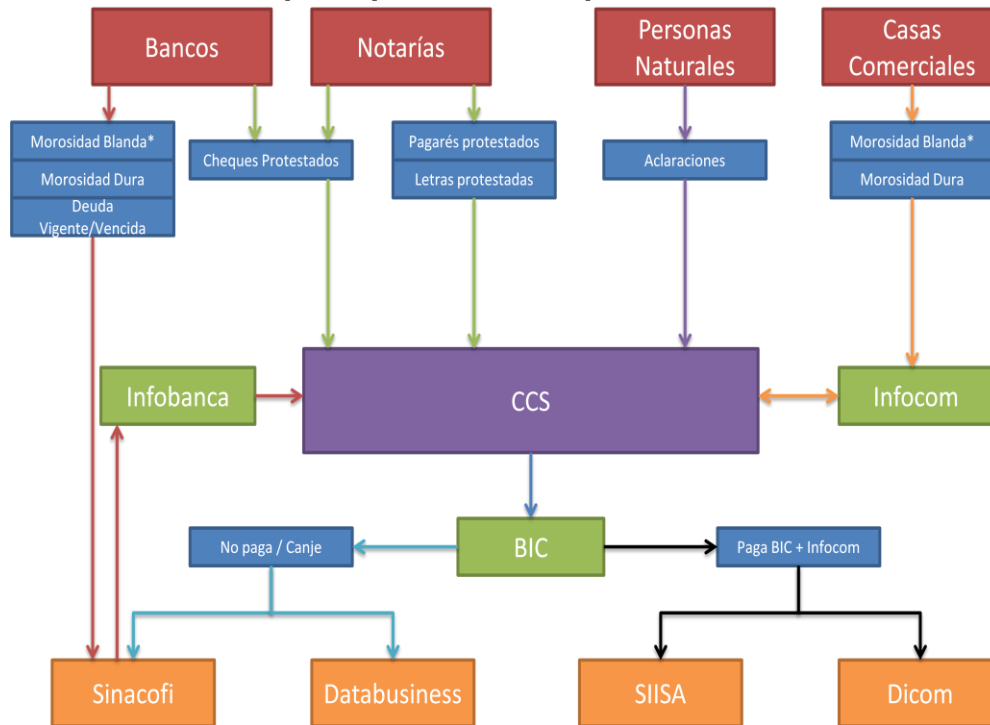 Bancos
Notarías
Personas
Naturales
Casas
Comerciales
Morosidad Blanda*
Morosidad Dura
Deuda
Vigente/Vencida
Cheques Protestados
Pagarés protestados
Letras protestadas
Aclaraciones
Morosidad Blanda*
Morosidad Dura
Infobanca
CCS
Infocom
No paga / Canje
BIC
Paga BIC + Infocom
Sinacofi
Databusiness
SIISA
Dicom